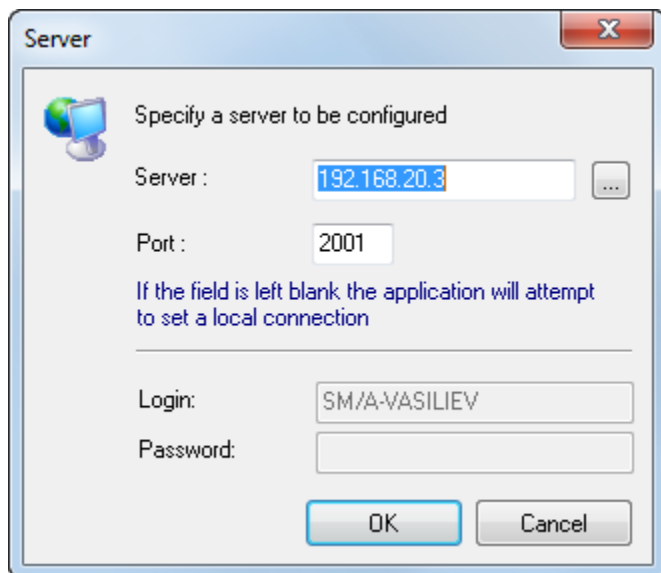 Server
Specify a server to be configured
Server :
192.168.20.3
...
Port :
2001
If the field is left blank the application will attempt
to set a local connection
Login:
SM/A-VASILIEV
Password:
OK
Cancel